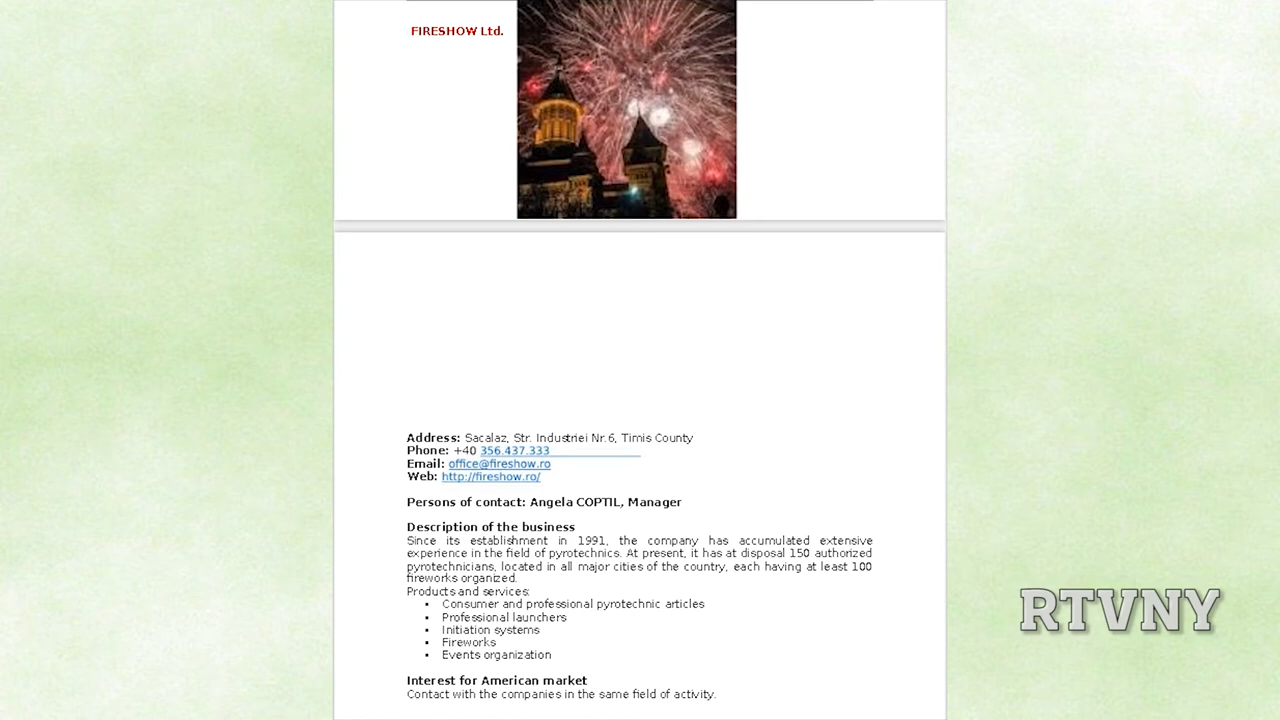 FIRESHOW Ltd.
Address: Sacalaz, Str. Industriei Nr.6, Timis County
Phone: +40 356.437.333
Email: office@fireshow.ro
Web: http://fireshow.ro/
Persons of contact: Angela COPTIL, Manager
Description of the business
Since its establishment in 1991, the company has accumulated extensive
experience in the field of pyrotechnics. At present, it has at disposal 150 authorized
pyrotechnicians, located in all major cities of the country, each having at least 100
fireworks organized.
Products and services:
• Consumer and professional pyrotechnic articles
• Professional launchers
• Initiation systems
• Fireworks
• Events organization
Interest for American market
Contact with the companies in the same field of activity.
RTVNY